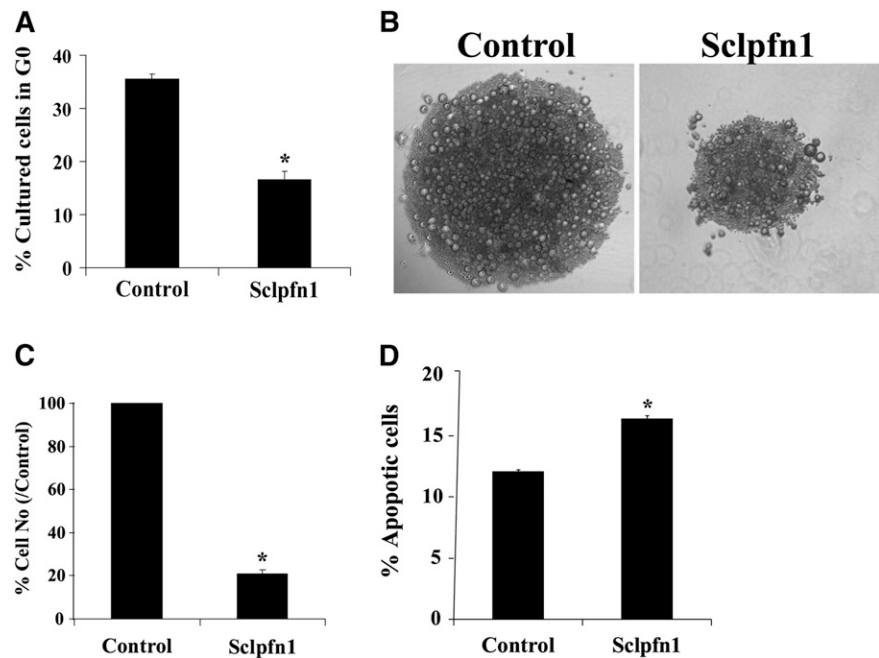 A
% Cultured cells in G0
40
30
20
10
0
*
Control
Sclpfn1
B
Control
Sclpfn1
C
% Cell No (/Control)
100
80
60
40
20
0
*
Control
Sclpfn1
D
% Apopotic cells
20
15
10
5
0
*
Control
Sclpfn1